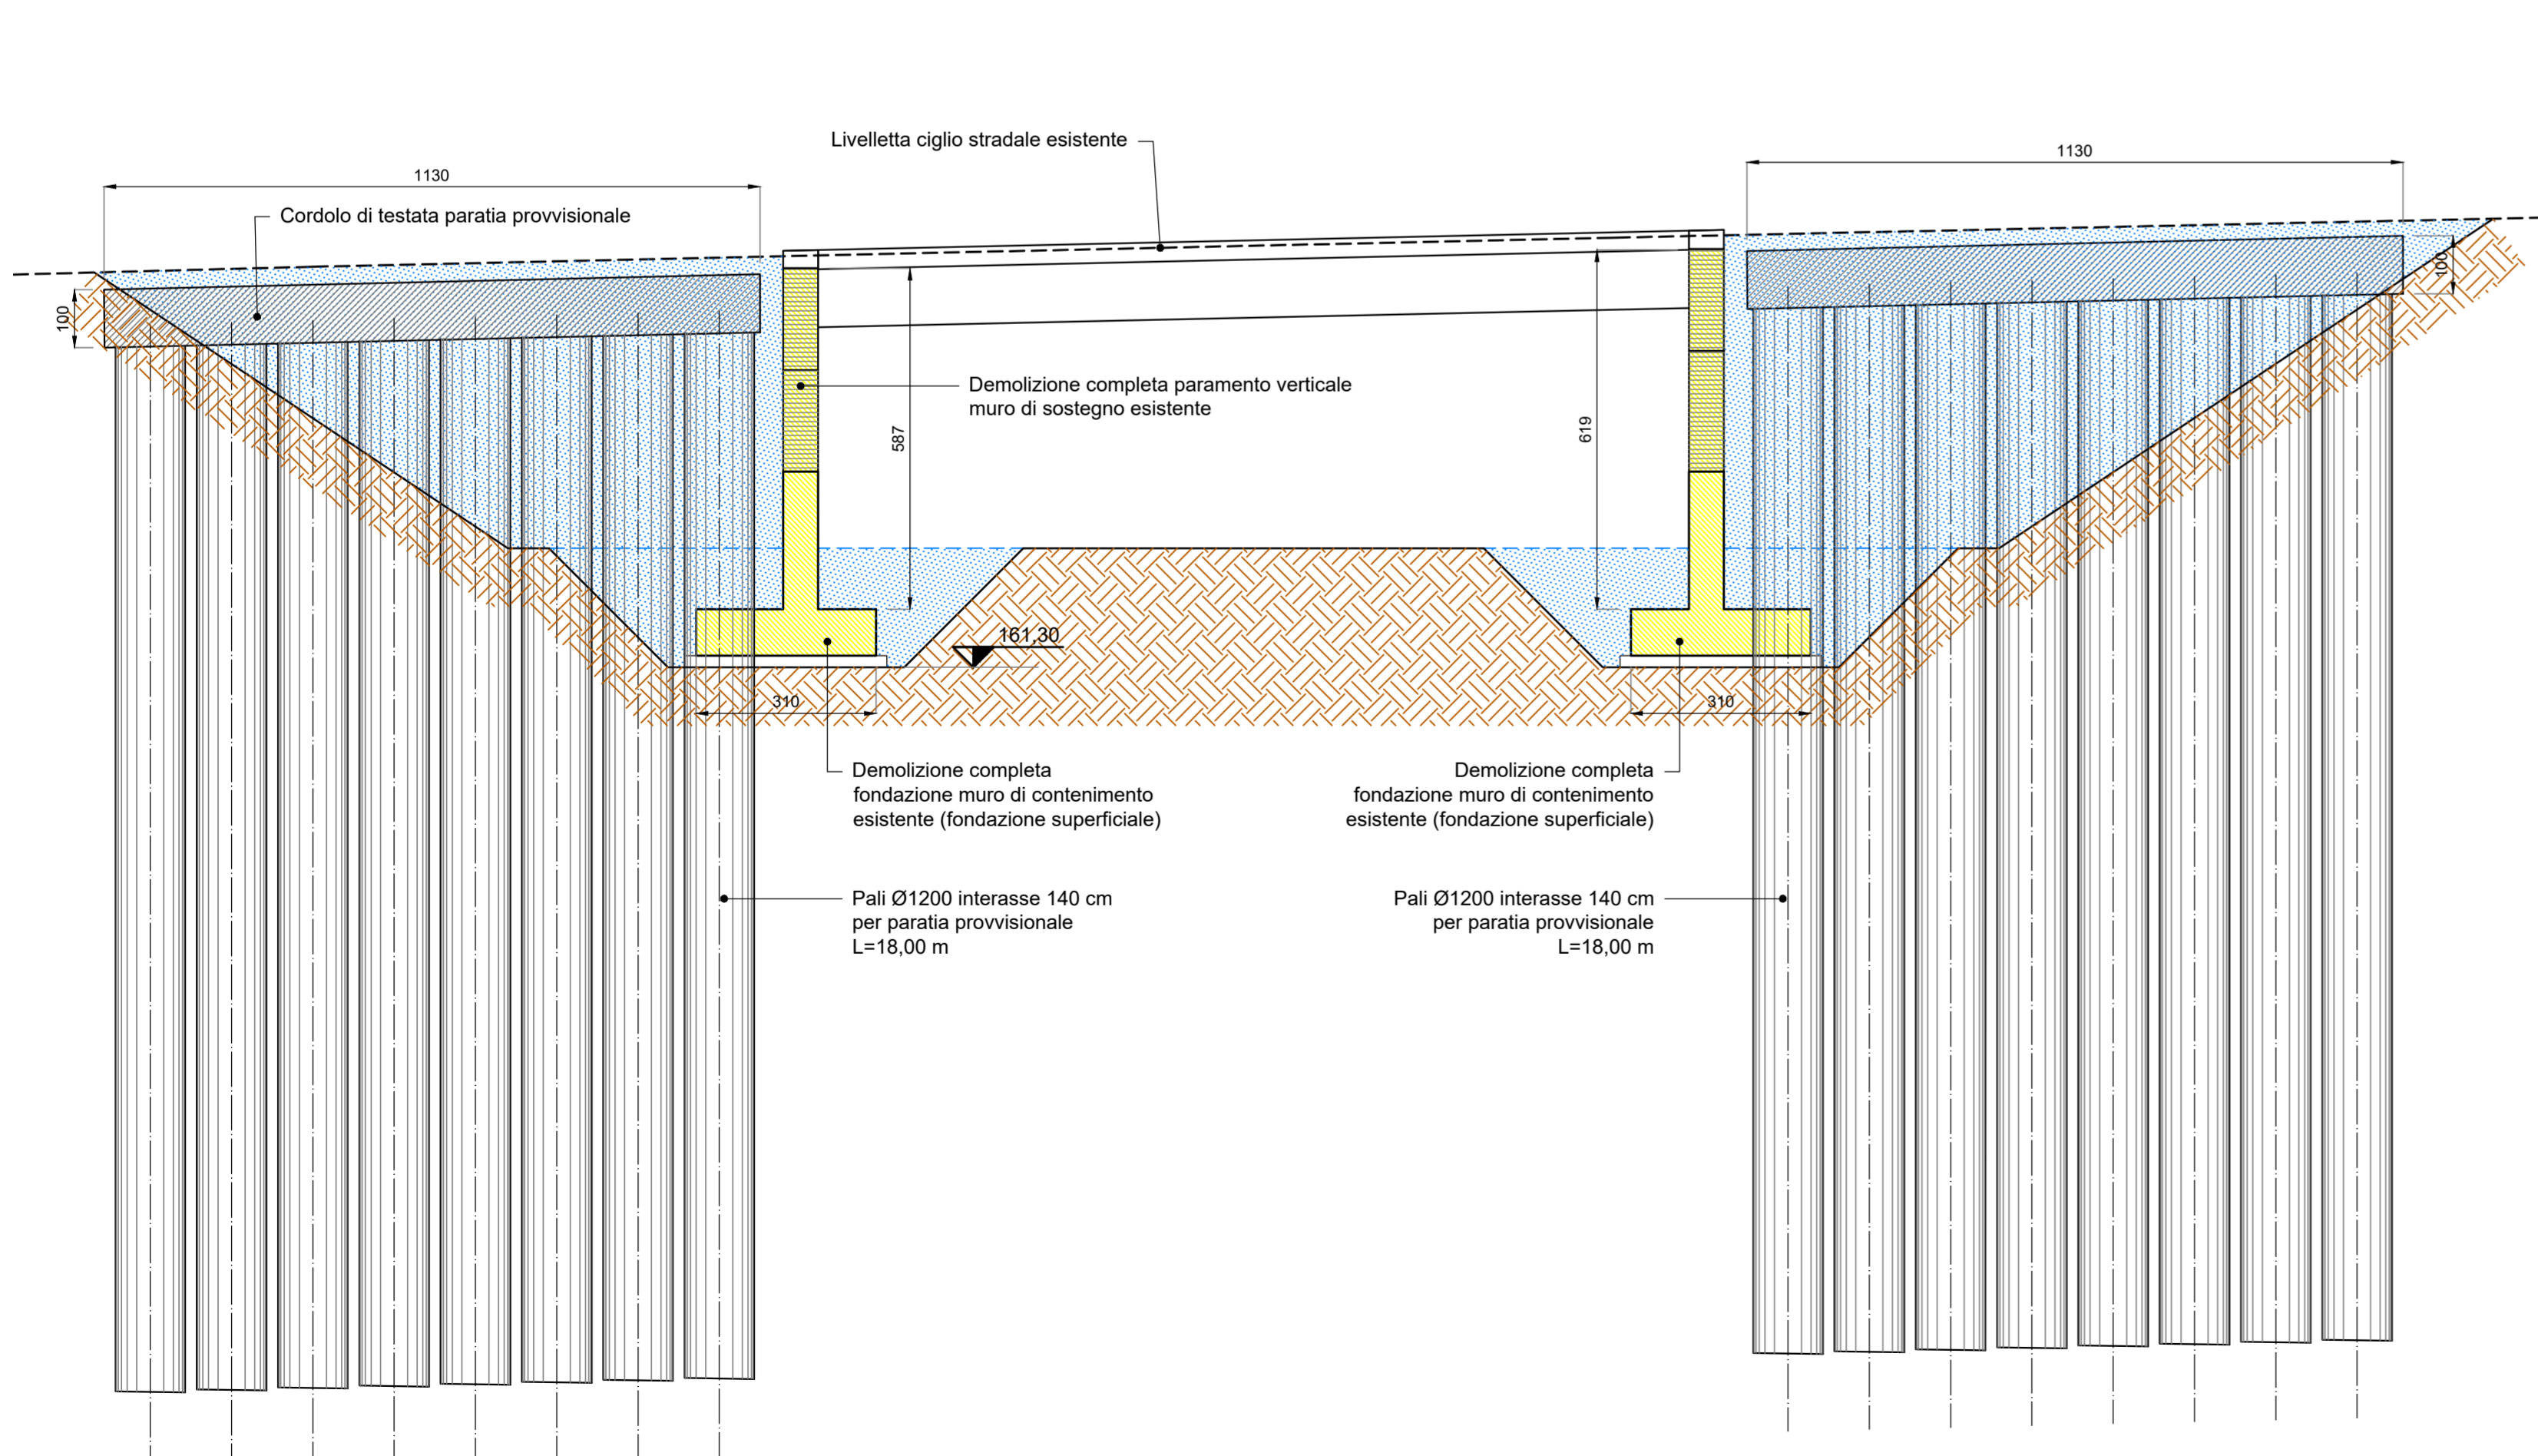 Livelletta ciglio stradale esistente
1130
1130
Cordolo di testata paratia provvisionale
100
100
Demolizione completa paramento verticale
muro di sostegno esistente
587
619
161,30
310
310
Demolizione completa
fondazione muro di contenimento
esistente (fondazione superficiale)
Demolizione completa
fondazione muro di contenimento
esistente (fondazione superficiale)
Pali Ø1200 interasse 140 cm
per paratia provvisionale
L=18,00 m
Pali Ø1200 interasse 140 cm
per paratia provvisionale
L=18,00 m